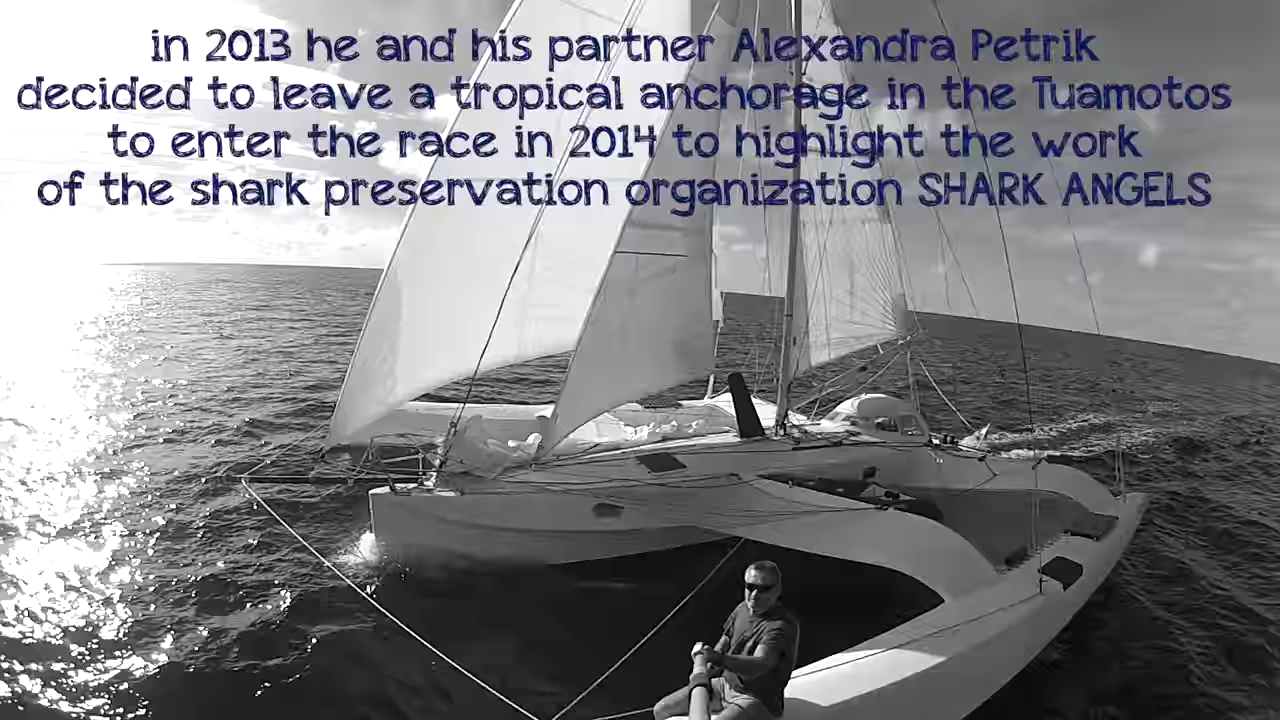 in 2013 he and his partner Alexandra Petrik
decided to leave a tropical anchorage in the Tuamotos
to enter the race in 2014 to highlight the work
of the shark preservation organization SHARK ANGELS